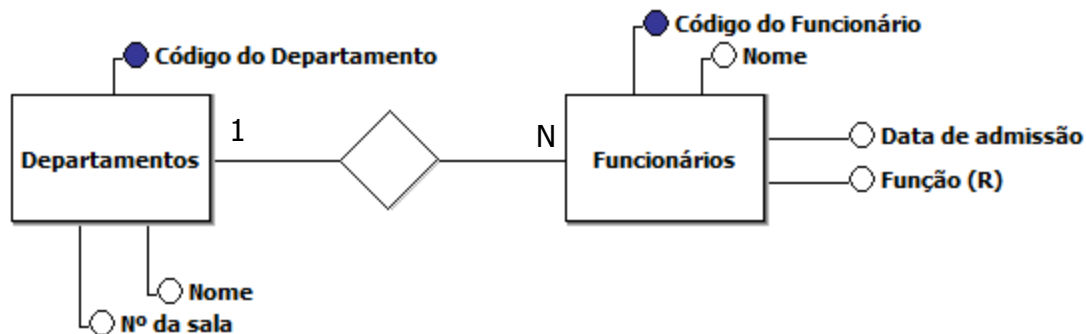 Código do Funcionário
Código do Departamento
Nome
1
N
Data de admissão
Departamentos
Funcionários
Função (R)
Nome
Nº da sala